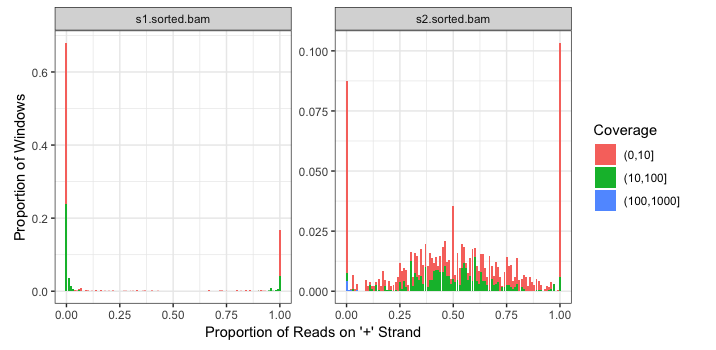 s1.sorted.bam
s2.sorted.bam
Proportion of Windows
0.6
0.4
0.2
0.0
0.100
0.075
0.050
0.025
0.000
0.00 0.25 0.50 0.75 1.00
0.00 0.25 0.50 0.75 1.00
Proportion of Reads on '+' Strand
Coverage
(0,10]
(10,100]
(100,1000]